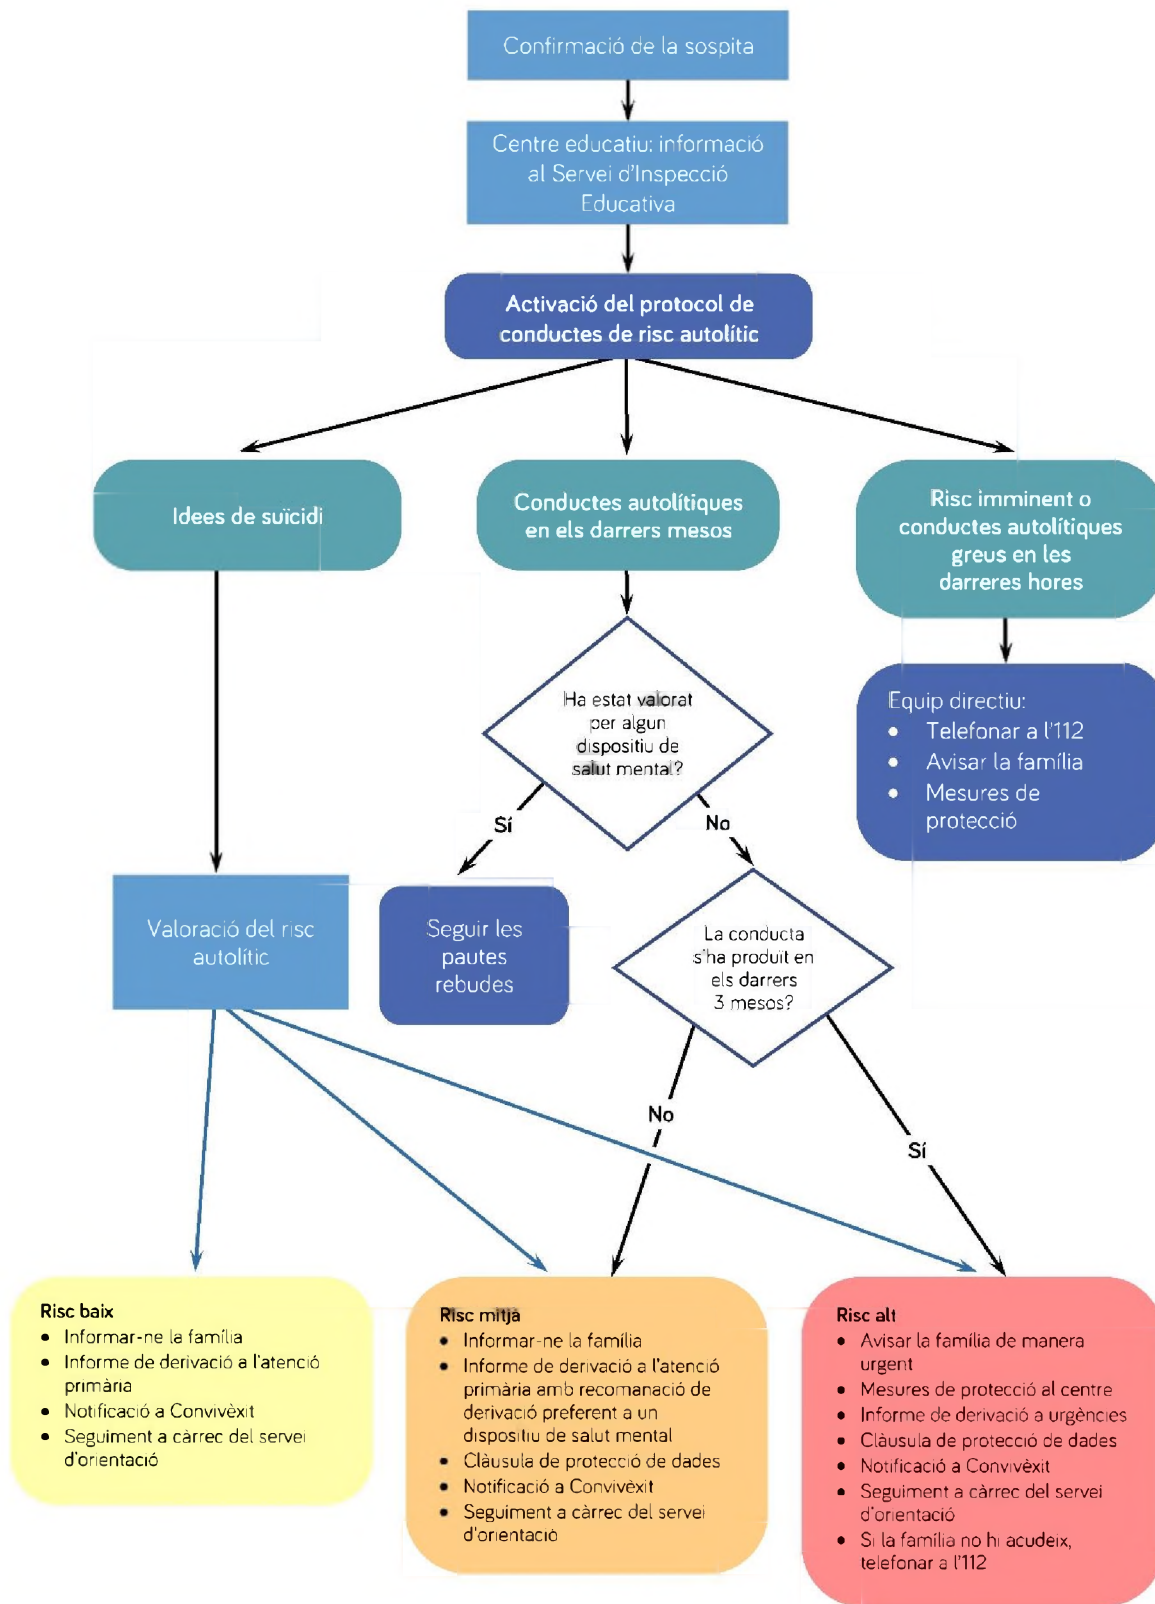 Confirmació de la sospita
Centre educatiu: informació
al Servei d'Inspecció
Educativa
Activació del protocol de
conductes de risc autolític
Idees de suïcidi
Conductes autolítiques
en els darrers mesos
Risc imminent o
conductes autolítiques
greus en les
darreres hores
Ha estat valorat
per algun
dispositiu de
salut mental?
Equip directiu:
• Telefonar a l'112
• Avisar la família
• Mesures de
protecció
Sí
No
Valoració del risc
autolític
Seguir les
pautes
rebudes
La conducta
s'ha produït en
els darrers
3 mesos?
No
Sí
Risc baix
• Informar-ne la família
• Informe de derivació a l'atenció
primària
• Notificació a Convivèxit
• Seguiment a càrrec del servei
d'orientació
Risc mitjà
• Informar-ne la família
• Informe de derivació a l'atenció
primària amb recomanació de
derivació preferent a un
dispositiu de salut mental
• Clàusula de protecció de dades
• Notificació a Convivèxit
• Seguiment a càrrec del servei
d'orientació
Risc alt
• Avisar la família de manera
urgent
• Mesures de protecció al centre
• Informe de derivació a urgències
• Clàusula de protecció de dades
• Notificació a Convivèxit
• Seguiment a càrrec del servei
d'orientació
• Si la família no hi acudeix,
telefonar a l'112